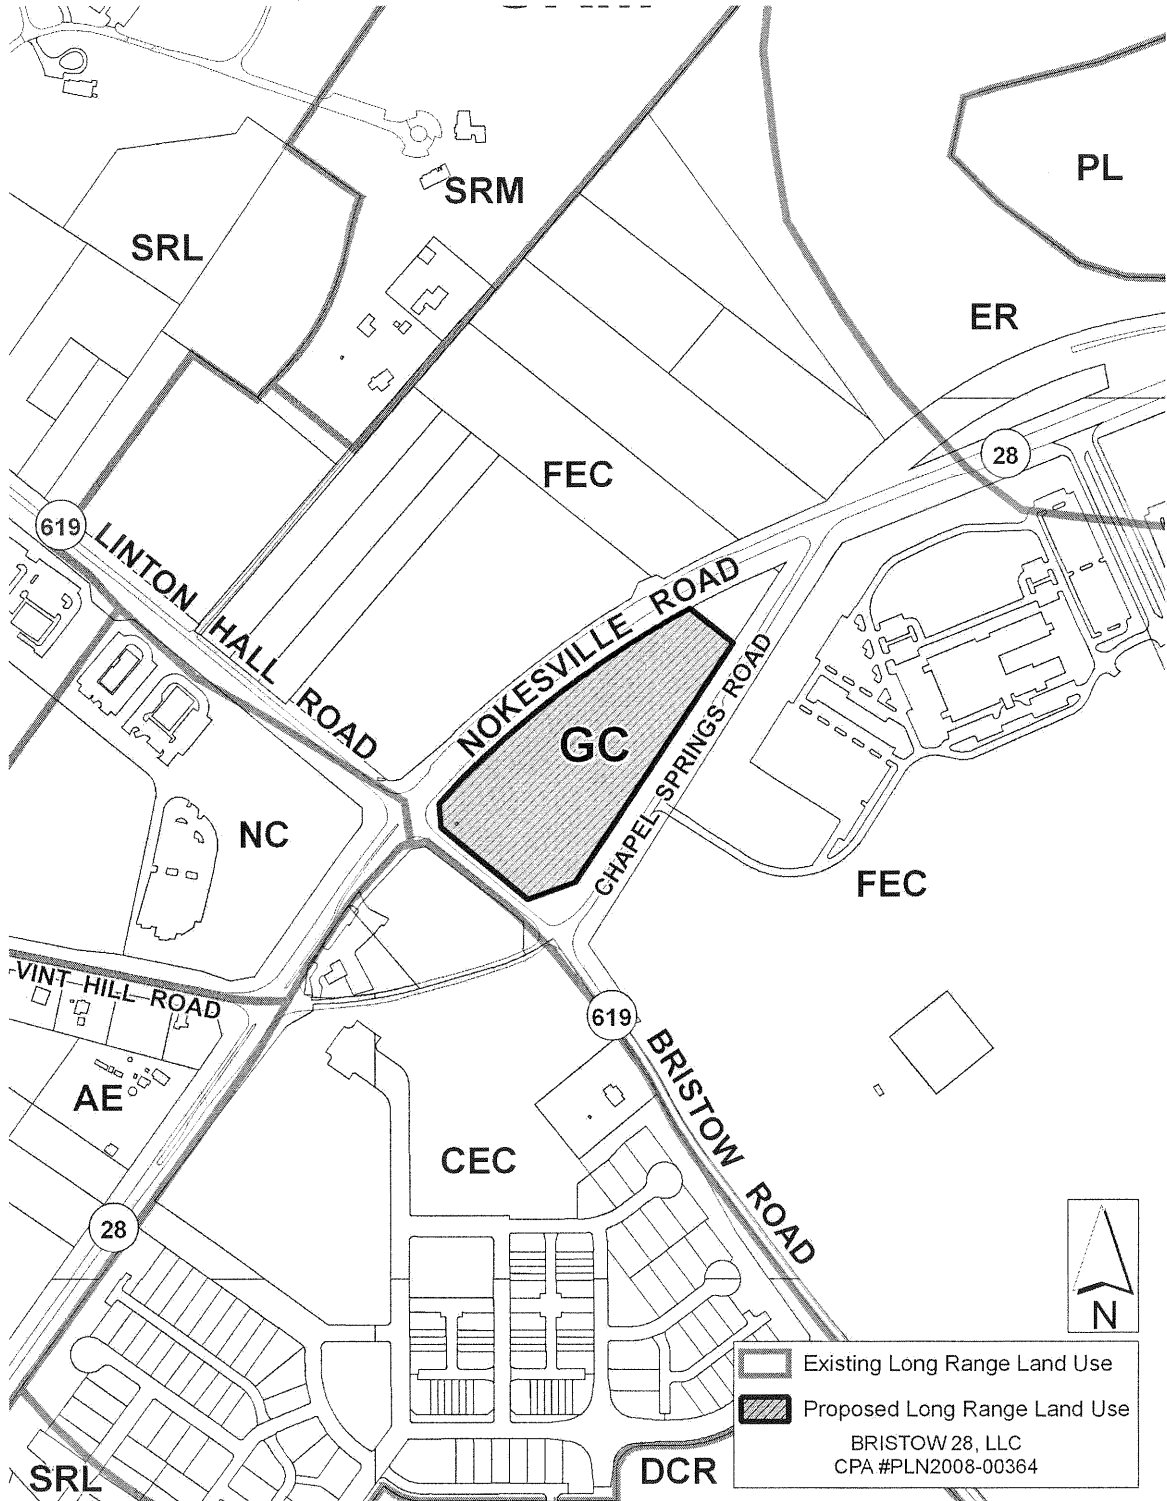 PL
SRM
SRL
ER
28
FEC
619
LINTON HALL ROAD
NOKESVILLE ROAD
GC
CHAPEL SPRINGS ROAD
NC
FEC
VINT HILL ROAD
619
BRISTOW ROAD
AE
CEC
28
N
Existing Long Range Land Use
Proposed Long Range Land Use
BRISTOW 28, LLC
CPA #PLN2008-00364
SRL
DCR